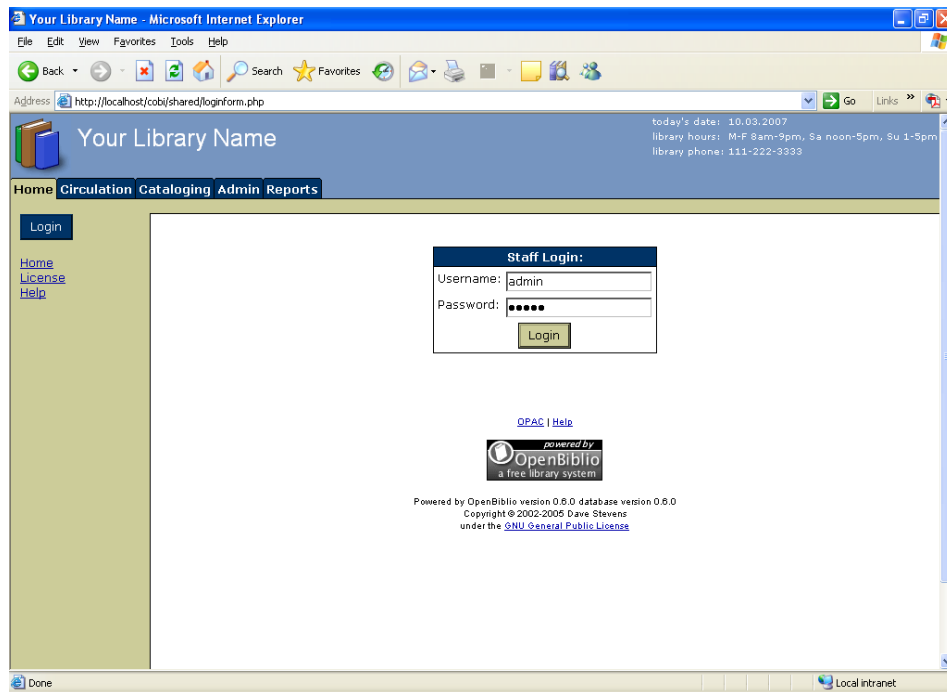 Your Library Name - Microsoft Internet Explorer
File Edit View Favorites Tools Help
Back Search Favorites
Address http://localhost/cobi/shared/loginform.php Go Links »
Your Library Name
today's date: 10.03.2007
library hours: M-F 8am-9pm, Sa noon-5pm, Su 1-5pm
library phone: 111-222-3333
Home Circulation Cataloging Admin Reports
Login
Home
License
Help
Staff Login:
Username: admin
Password: •••••
Login
OPAC | Help
powered by
OpenBiblio
a free library system
Powered by OpenBiblio version 0.6.0 database version 0.6.0
Copyright © 2002-2005 Dave Stevens
under the GNU General Public License
Done Local intranet